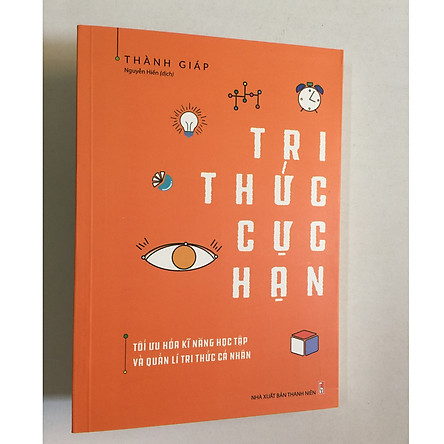 THÀNH GIÁP
Nguyễn Hiền (dịch)
TRI
THỨC
CỰC
HẠN
TỐI ƯU HÓA KĨ NĂNG HỌC TẬP
VÀ QUẢN LÍ TRI THỨC CÁ NHÂN
NHÀ XUẤT BẢN THANH NIÊN